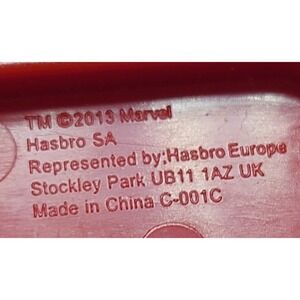 TM ©2013 Marvel
Hasbro SA
Represented by:Hasbro Europe
Stockley Park UB11 1AZ UK
Made in China C-001C